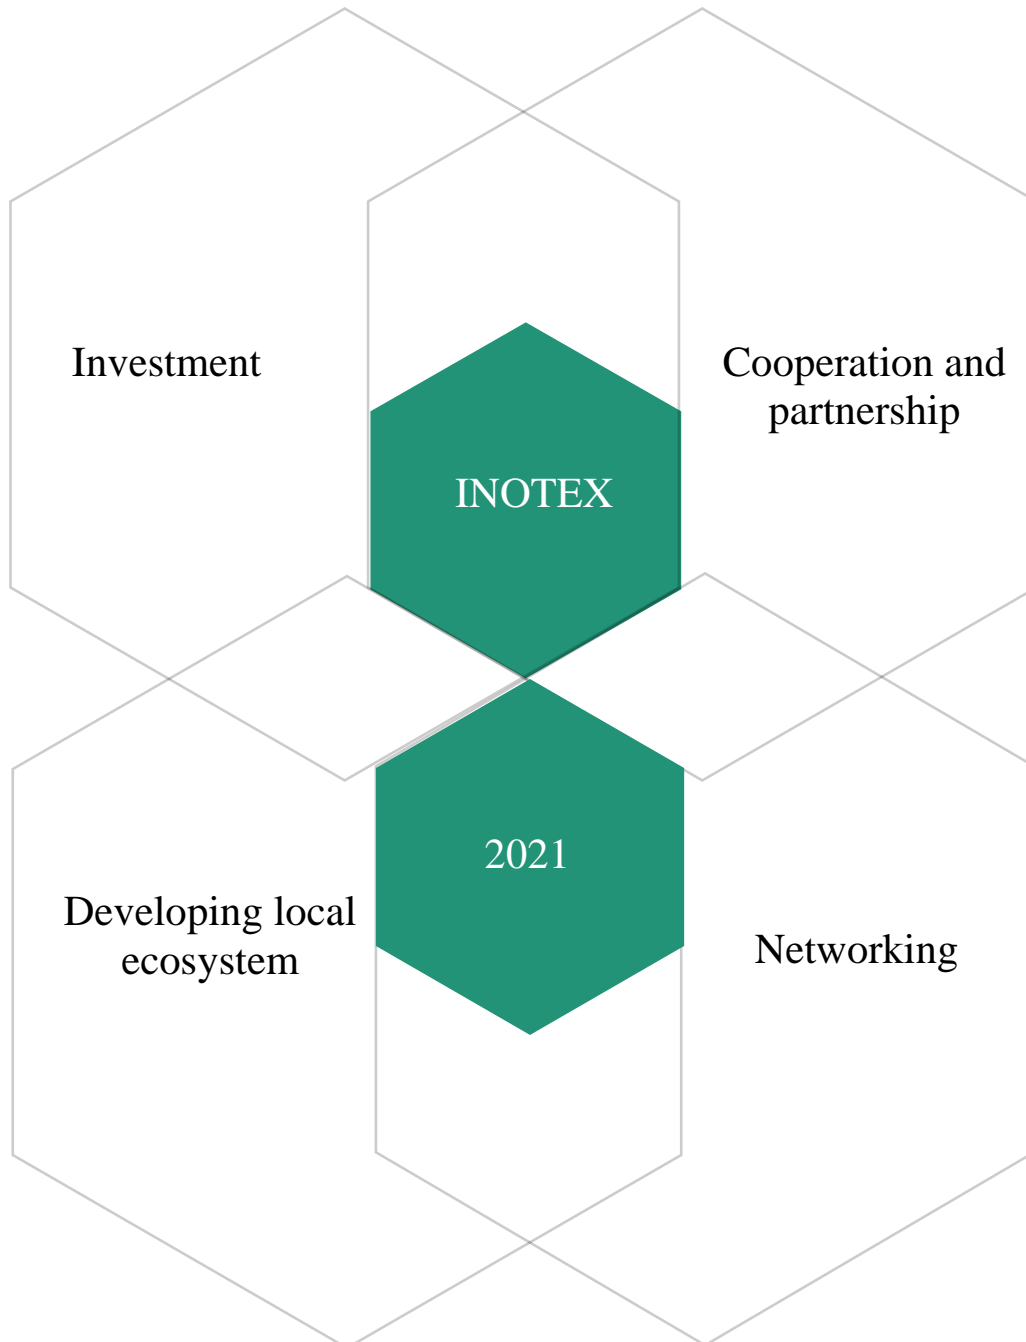 Investment
Cooperation and
partnership
INOTEX
2021
Developing local
ecosystem
Networking